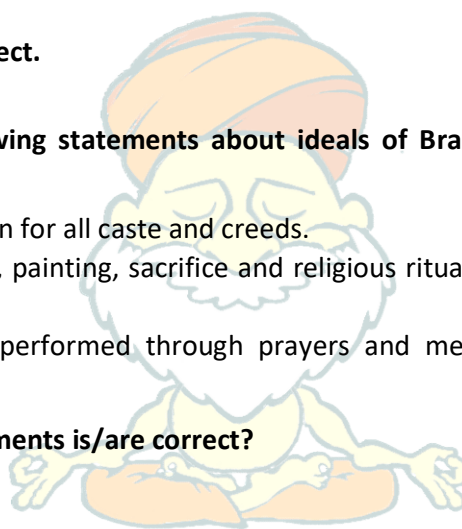 ect.
wing statements about ideals of Bra
n for all caste and creeds.
, painting, sacrifice and religious ritua
performed through prayers and me
ments is/are correct?